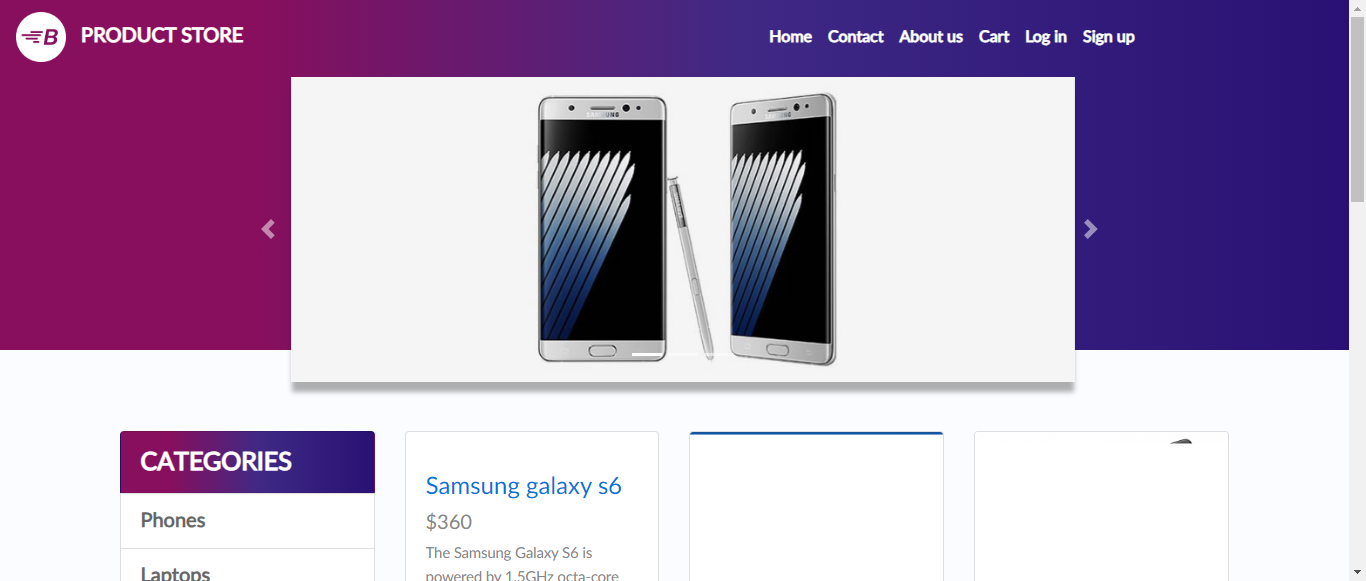 B PRODUCT STORE
Home Contact About us Cart Log in Sign up
SAMSUNG SAMSUNG
CATEGORIES
Phones
Laptops
Samsung galaxy s6
$360
The Samsung Galaxy S6 is
powered by 1.5GHz octa-core